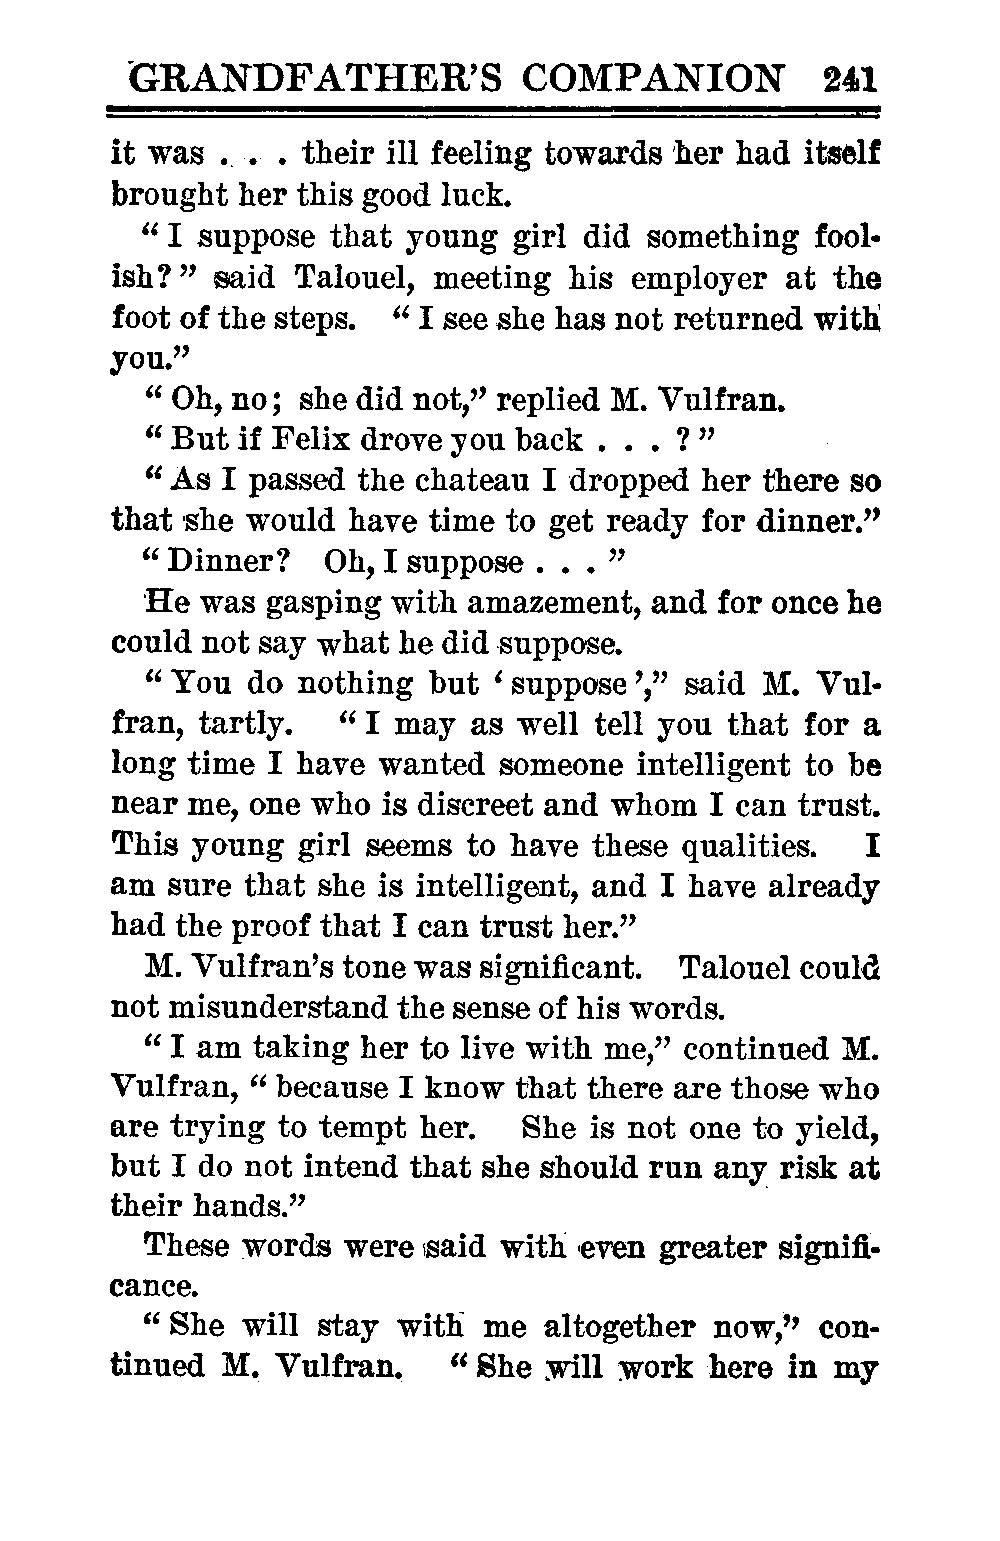 GRANDFATHER'S COMPANION 241
it was . . . their ill feeling towards her had itself
brought her this good luck.
“ I suppose that young girl did something fool-
ish? ” said Talouel, meeting his employer at the
foot of the steps. “ I see she has not returned with
you.”
“ Oh, no; she did not,” replied M. Vulfran.
“ But if Felix drove you back . . . ? ”
“ As I passed the chateau I dropped her there so
that she would have time to get ready for dinner.”
“ Dinner? Oh, I suppose . . . ”
He was gasping with amazement, and for once he
could not say what he did suppose.
“ You do nothing but ‘ suppose ’,” said M. Vul-
fran, tartly. “ I may as well tell you that for a
long time I have wanted someone intelligent to be
near me, one who is discreet and whom I can trust.
This young girl seems to have these qualities. I
am sure that she is intelligent, and I have already
had the proof that I can trust her.”
M. Vulfran's tone was significant. Talouel could
not misunderstand the sense of his words.
“ I am taking her to live with me,” continued M.
Vulfran, “ because I know that there are those who
are trying to tempt her. She is not one to yield,
but I do not intend that she should run any risk at
their hands.”
These words were said with even greater signifi-
cance.
“ She will stay with me altogether now,” con-
tinued M. Vulfran. “ She will work here in my